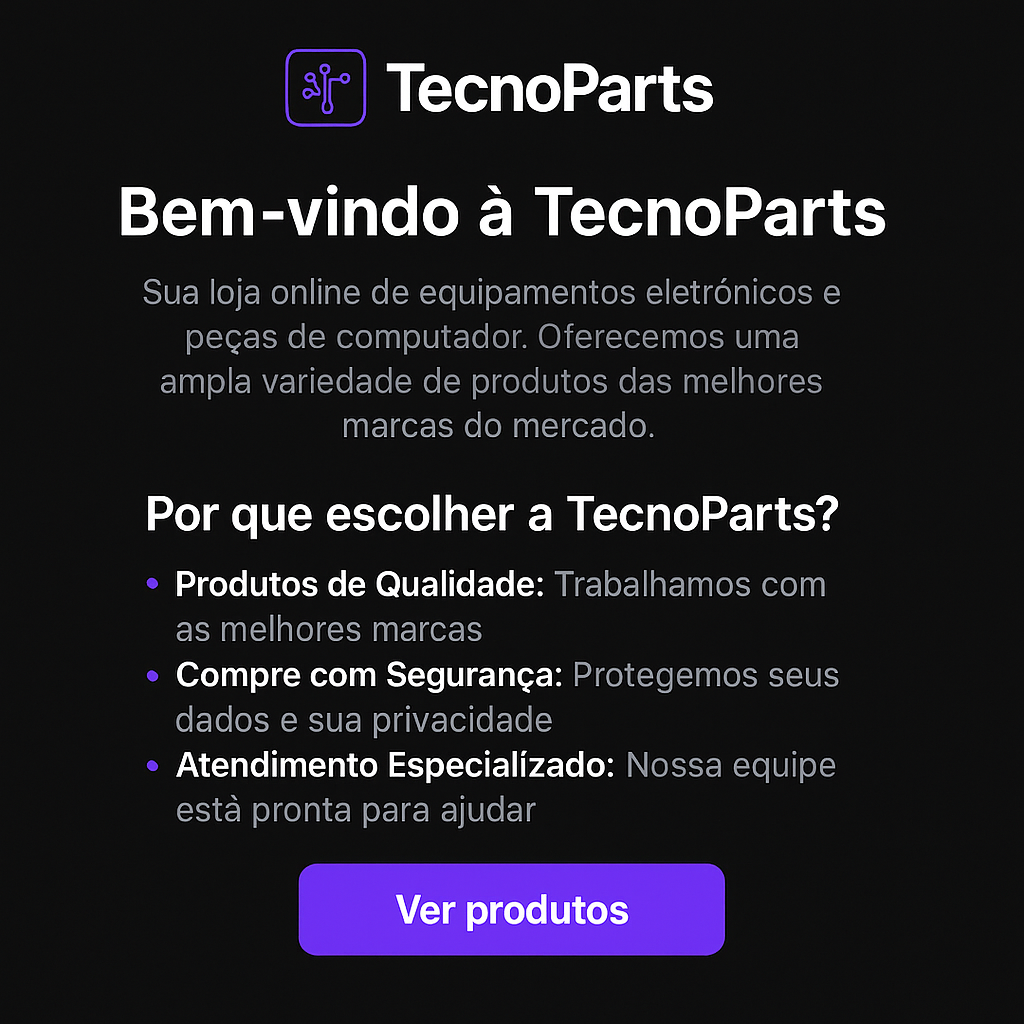 TecnoParts
Bem-vindo à TecnoParts
Sua loja online de equipamentos eletrónicos e
peças de computador. Oferecemos uma
ampla variedade de produtos das melhores
marcas do mercado.
Por que escolher a TecnoParts?
• Produtos de Qualidade: Trabalhamos com
as melhores marcas
• Compre com Segurança: Protegemos seus
dados e sua privacidade
• Atendimento Especialízado: Nossa equipe
està pronta para ajudar
Ver produtos